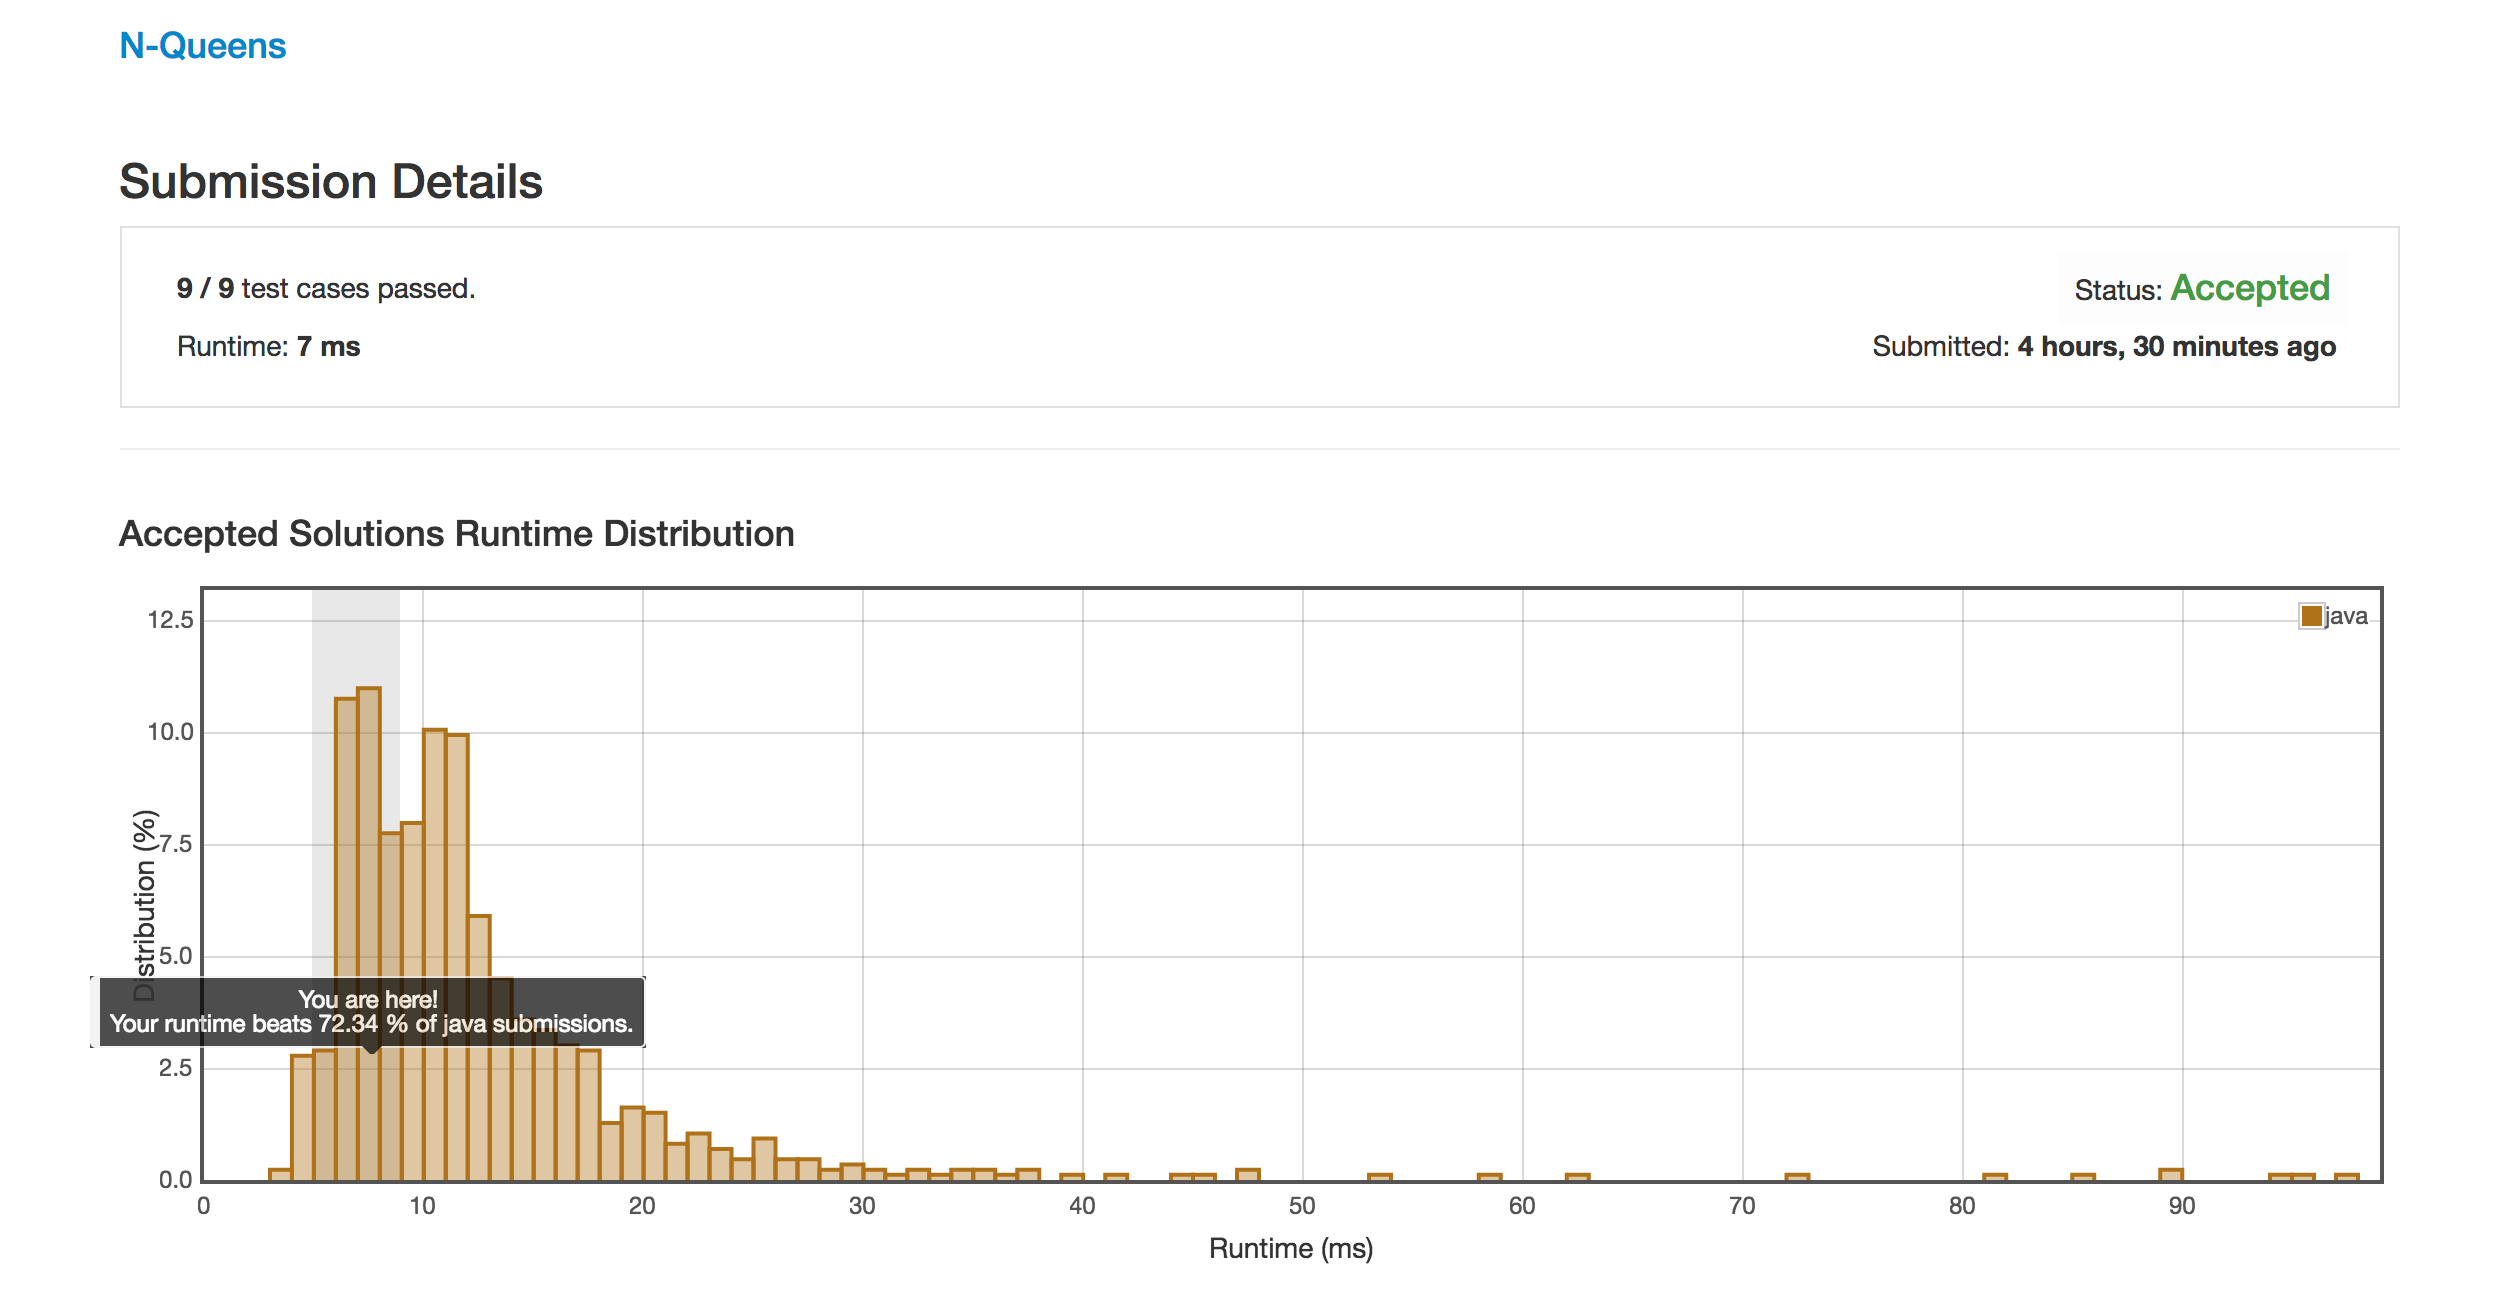 N-Queens
Submission Details
9 / 9 test cases passed.
Status: Accepted
Runtime: 7 ms
Submitted: 4 hours, 30 minutes ago
Accepted Solutions Runtime Distribution
java
12.5
10.0
7.5
5.0
2.5
0.0
Distribution (%)
You are here!
Your runtime beats 72.34 % of java submissions.
0 10 20 30 40 50 60 70 80 90
Runtime (ms)